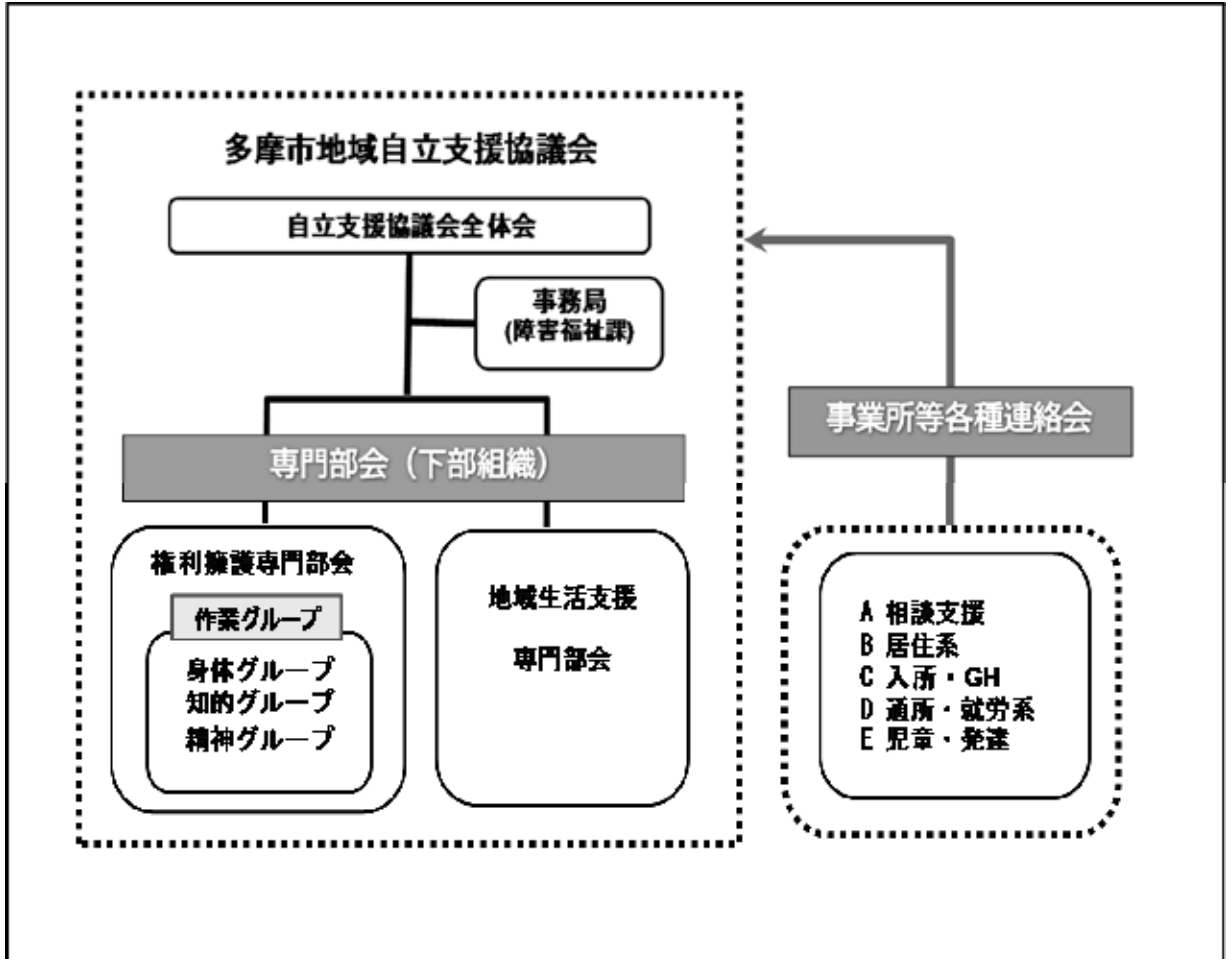 多摩市地域自立支援協議会
自立支援協議会全体会
事務局
(障害福祉課)
専門部会（下部組織）
権利擁護専門部会
作業グループ
身体グループ
知的グループ
精神グループ
地域生活支援
専門部会
事業所等各種連絡会
A 相談支援
B 居住系
C 入所・GH
D 通所・就労系
E 児童・発達